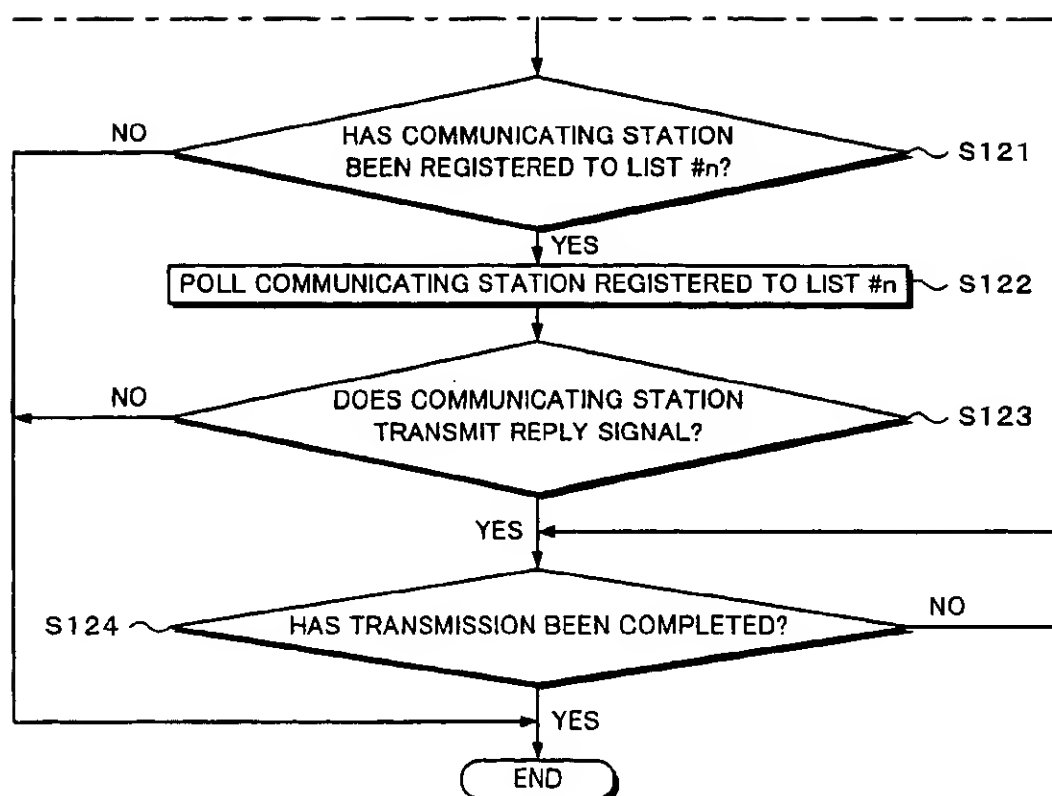 NO
HAS COMMUNICATING STATION
BEEN REGISTERED TO LIST #n?
S121
YES
POLL COMMUNICATING STATION REGISTERED TO LIST #n
S122
NO
DOES COMMUNICATING STATION
TRANSMIT REPLY SIGNAL?
S123
YES
S124
HAS TRANSMISSION BEEN COMPLETED?
NO
YES
END